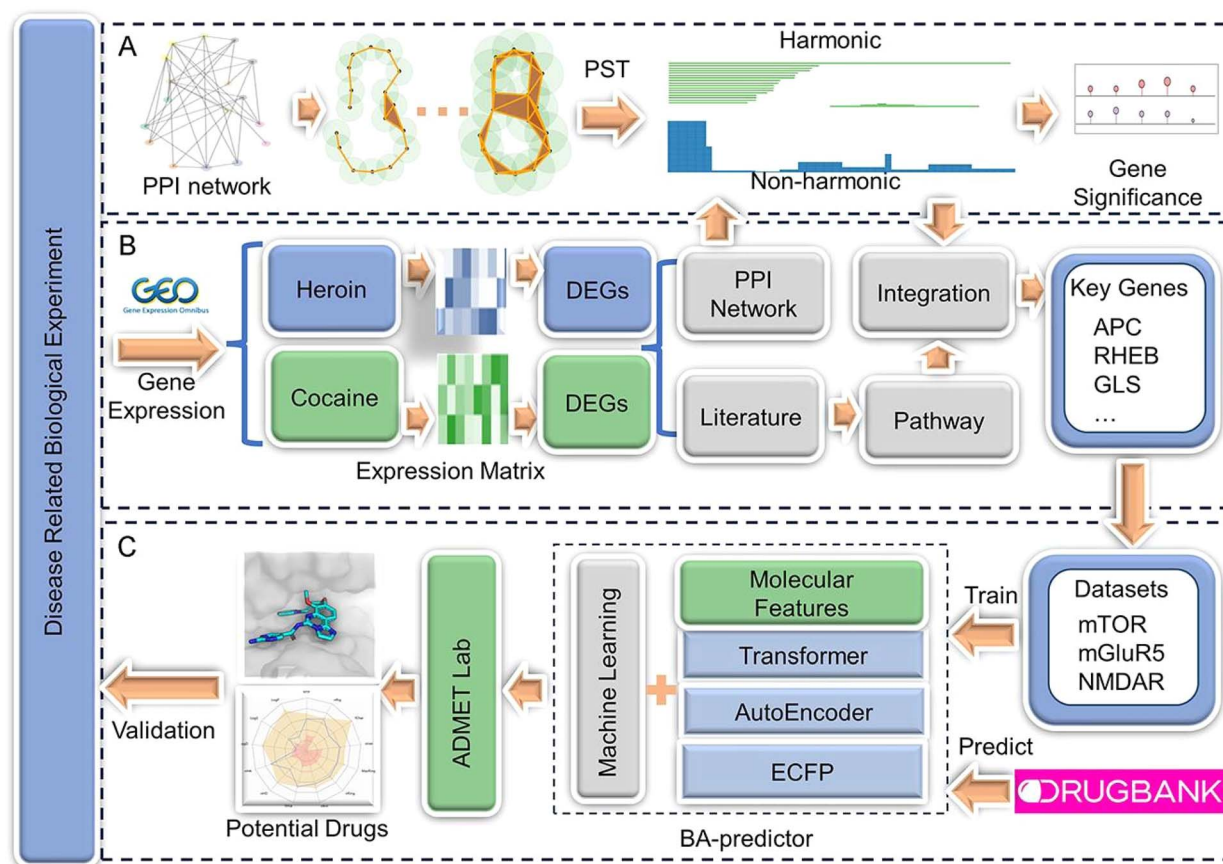 Disease Related Biological Experiment
A
PPI network
PST
Harmonic
Non-harmonic
Gene
Significance
B
GEO
Gene Expression Omnibus
Gene
Expression
Heroin
Cocaine
Expression Matrix
DEGs
DEGs
PPI
Network
Literature
Integration
Pathway
Key Genes
APC
RHEB
GLS
...
C
Datasets
mTOR
mGluR5
NMDAR
Train
Predict
DRUGBANK
Molecular
Features
Transformer
AutoEncoder
ECFP
Machine Learning
BA-predictor
ADMET Lab
Potential Drugs
Validation